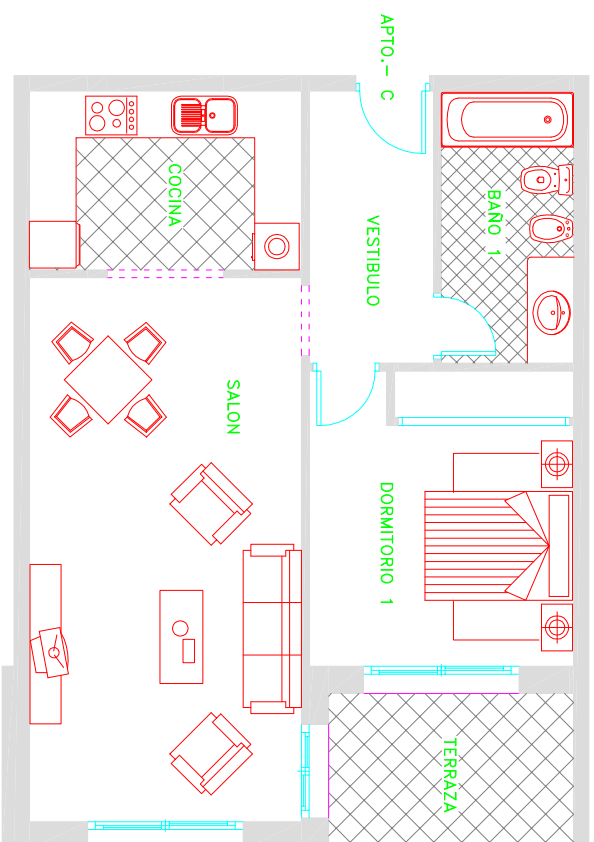 APTO.- C
COCINA
BAÑO 1
VESTIBULO
SALON
DORMITORIO 1
TERRAZA